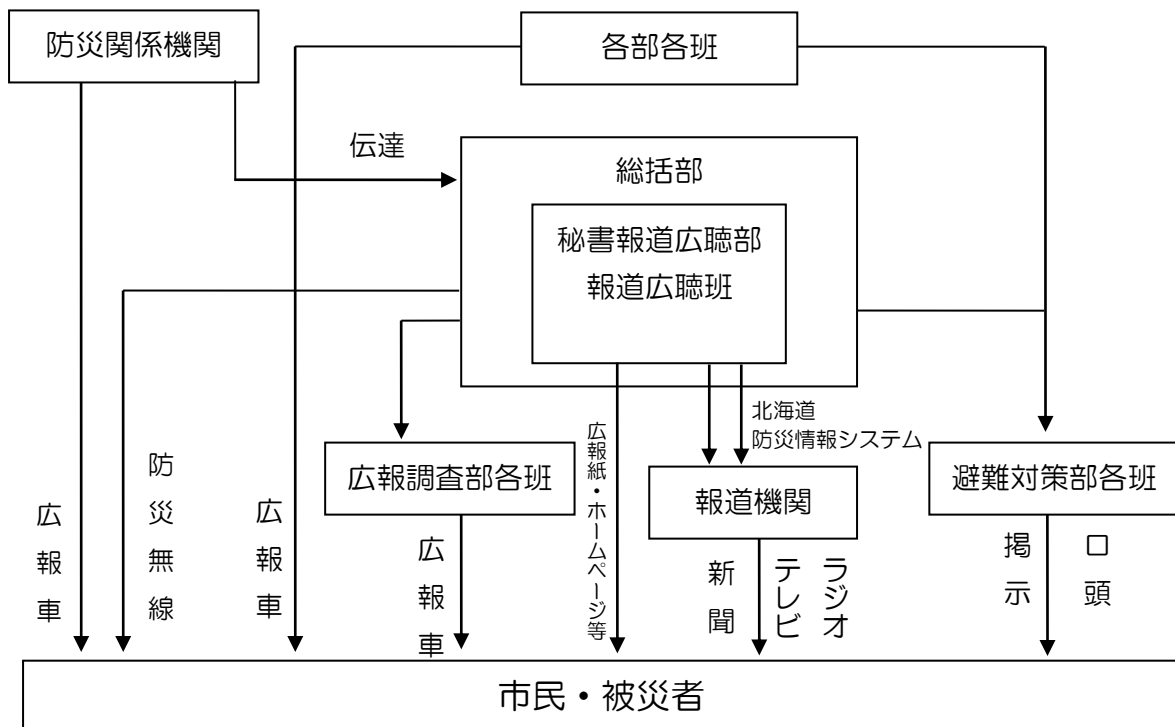 防災関係機関
各部各班
伝達
総括部
秘書報道広聴部
報道広聴班
北海道
防災情報システム
広報調査部各班
報道機関
避難対策部各班
広報車
防災無線
広報車
広報車
広報紙・ホームページ等
新聞
テレビ
ラジオ
掲示
口頭
市民・被災者